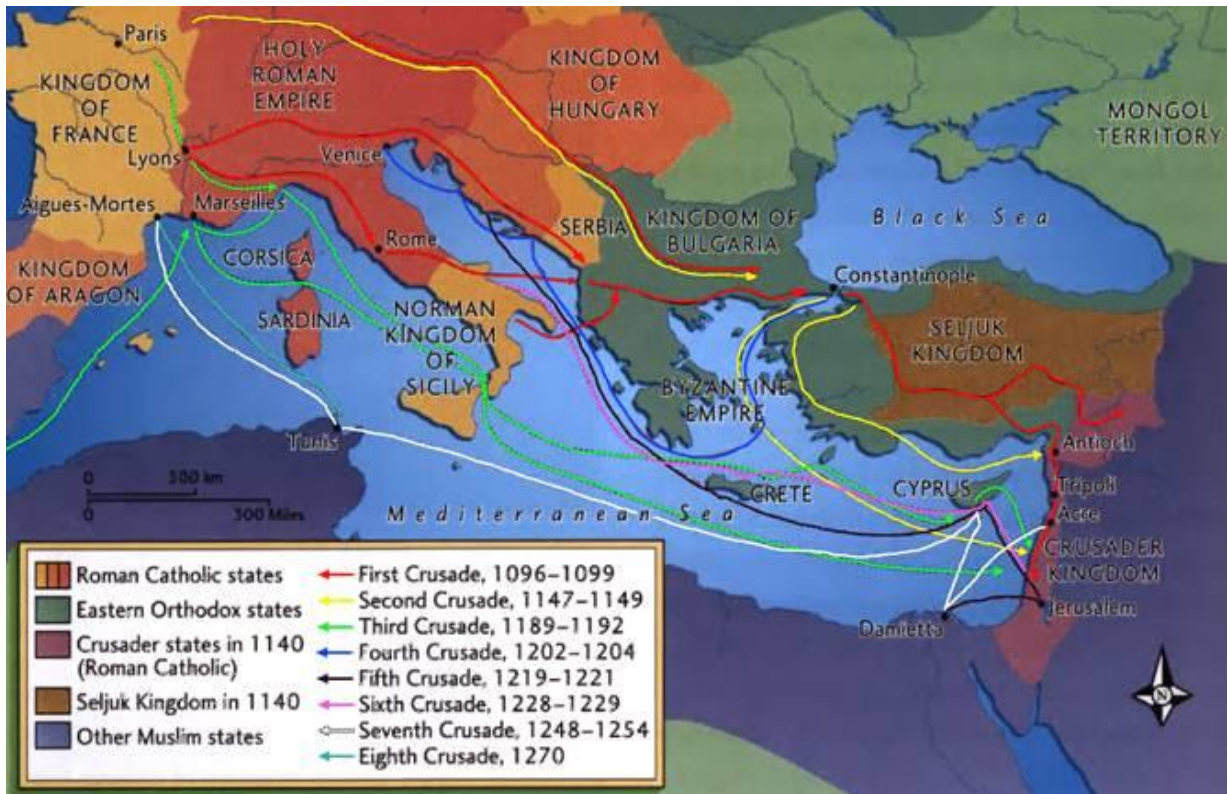 Paris
KINGDOM
OF
FRANCE
HOLY
ROMAN
EMPIRE
KINGDOM
OF
HUNGARY
MONGOL
TERRITORY
Lyons
Venice
Aigues-Mortes
Marseilles
SERBIA
KINGDOM OF
BULGARIA
Black Sea
Rome
CORSICA
KINGDOM
OF ARAGON
Constantinople
SARDINIA
NORMAN
KINGDOM
OF
SICILY
SELJUK
KINGDOM
BYZANTINE
EMPIRE
Tunis
Antioch
0 500 km
0 300 Miles
CRETE
CYPRUS
Tripoli
Mediterranean Sea
Acre
CRUSADER
KINGDOM
Jerusalem
Damietta
Roman Catholic states
Eastern Orthodox states
Crusader states in 1140
(Roman Catholic)
Seljuk Kingdom in 1140
Other Muslim states
First Crusade, 1096–1099
Second Crusade, 1147–1149
Third Crusade, 1189–1192
Fourth Crusade, 1202–1204
Fifth Crusade, 1219–1221
Sixth Crusade, 1228–1229
Seventh Crusade, 1248–1254
Eighth Crusade, 1270
N